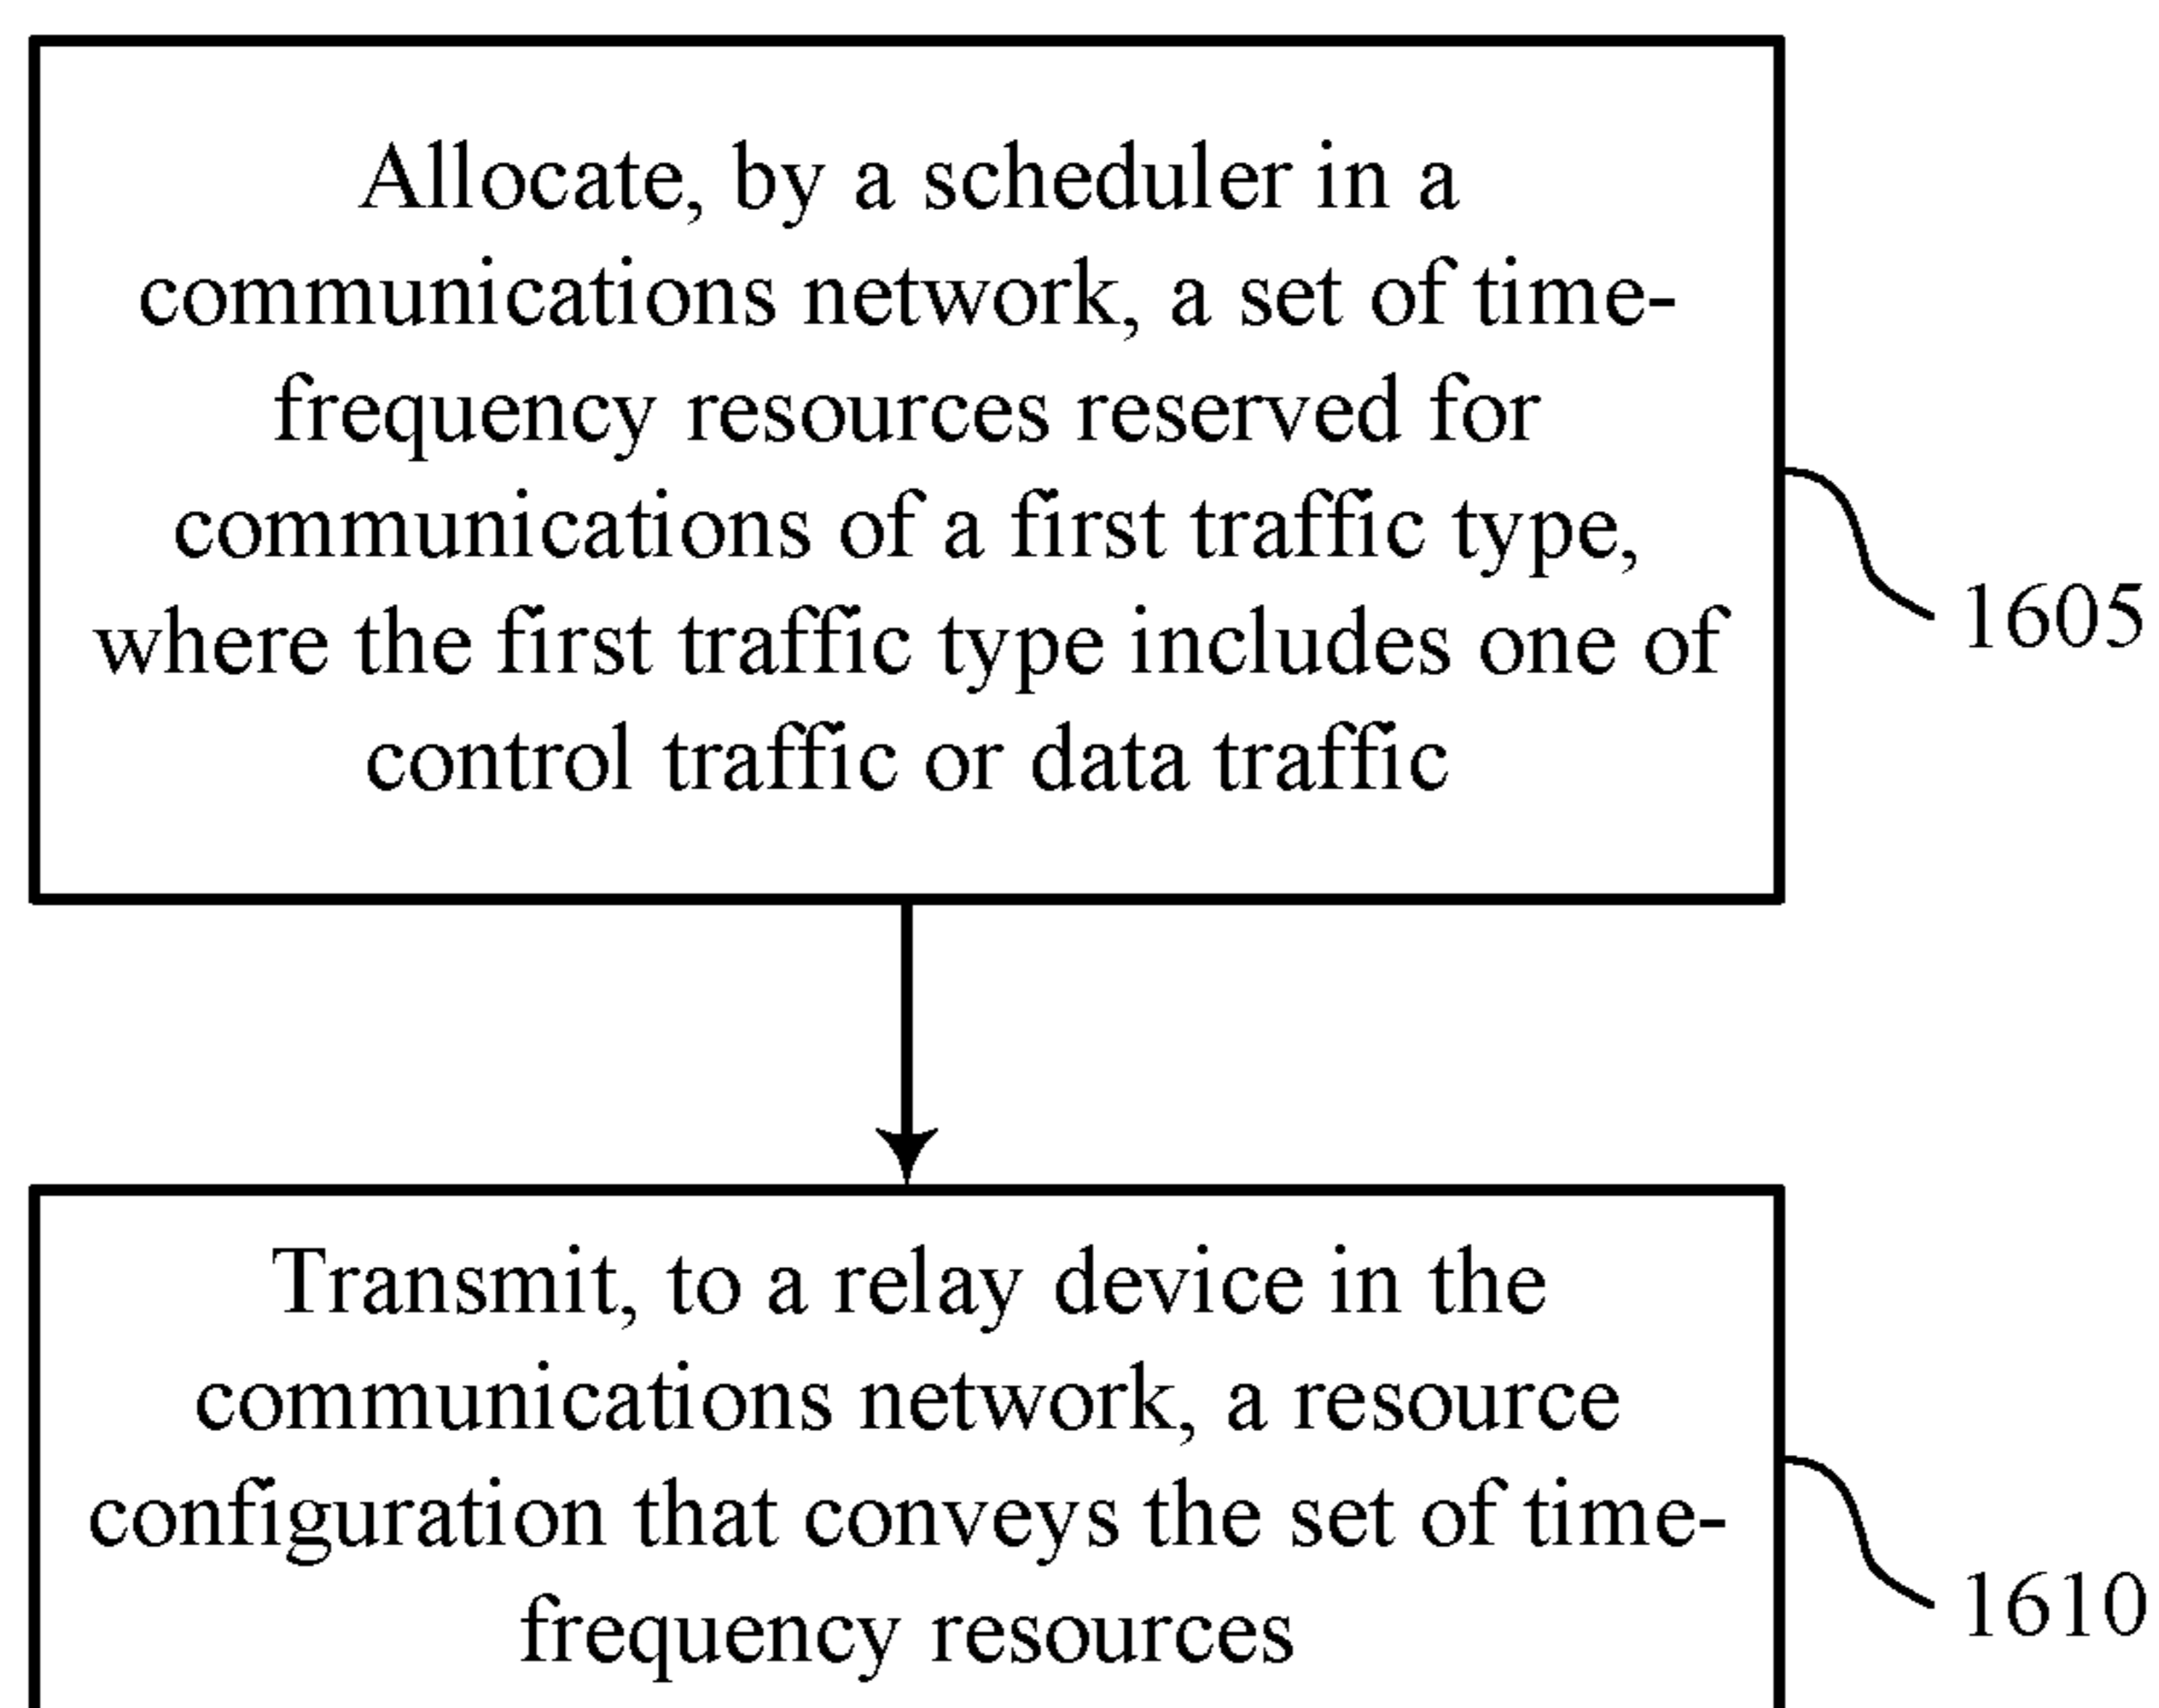 Allocate, by a scheduler in a
communications network, a set of time-
frequency resources reserved for
communications of a first traffic type,
where the first traffic type includes one of
control traffic or data traffic
1605
Transmit, to a relay device in the
communications network, a resource
configuration that conveys the set of time-
frequency resources
1610